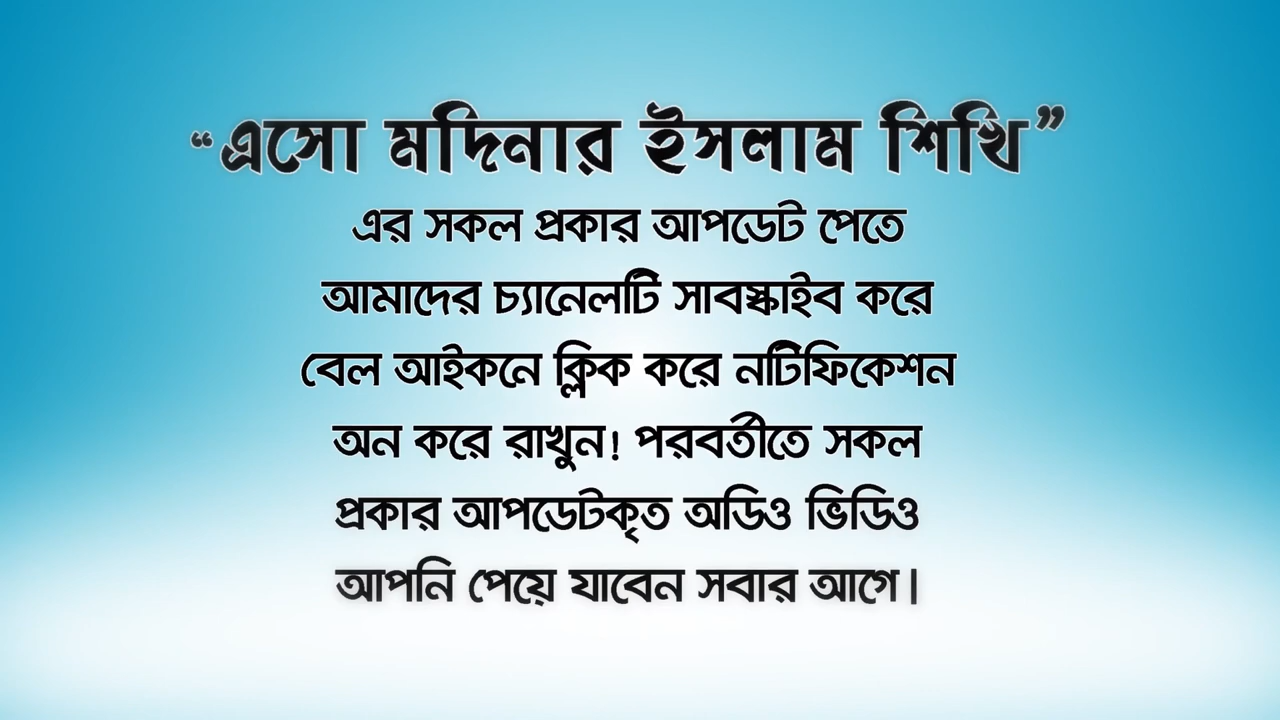 “এসো মদিনার ইসলাম শিখি”
এর সকল প্রকার আপডেট পেতে
আমাদের চ্যানেলটি সাবস্ক্রাইব করে
বেল আইকনে ক্লিক করে নটিফিকেশন
অন করে রাখুন! পরবর্তীতে সকল
প্রকার আপডেটকৃত অডিও ভিডিও
আপনি পেয়ে যাবেন সবার আগে।